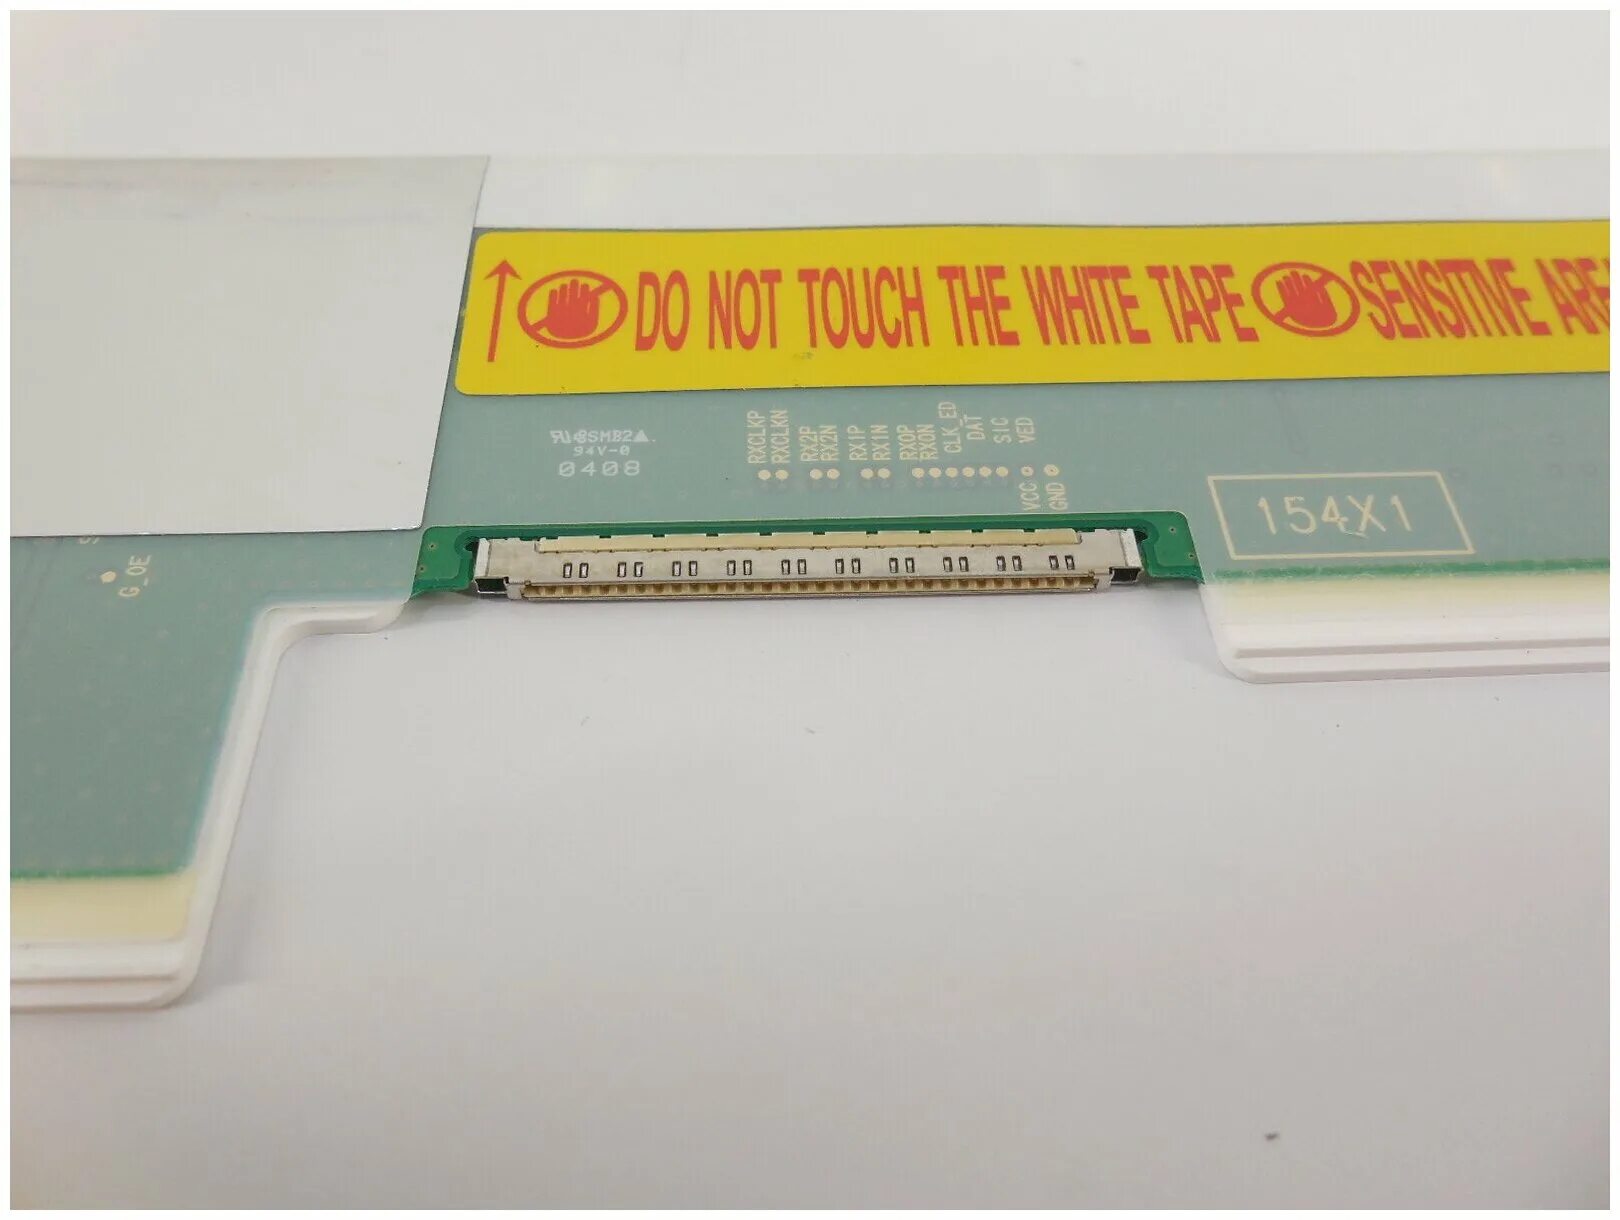 DO NOT TOUCH THE WHITE TAPE SENSITIVE
SMB2
94V-0
0408
RXCLKP
RXCLKN
RX2P
RX2N
RX1P
RX1N
RX0P
RX0N
CLK_ED
DAT
SIC
VED
VCC
GND
154X1
G_OE